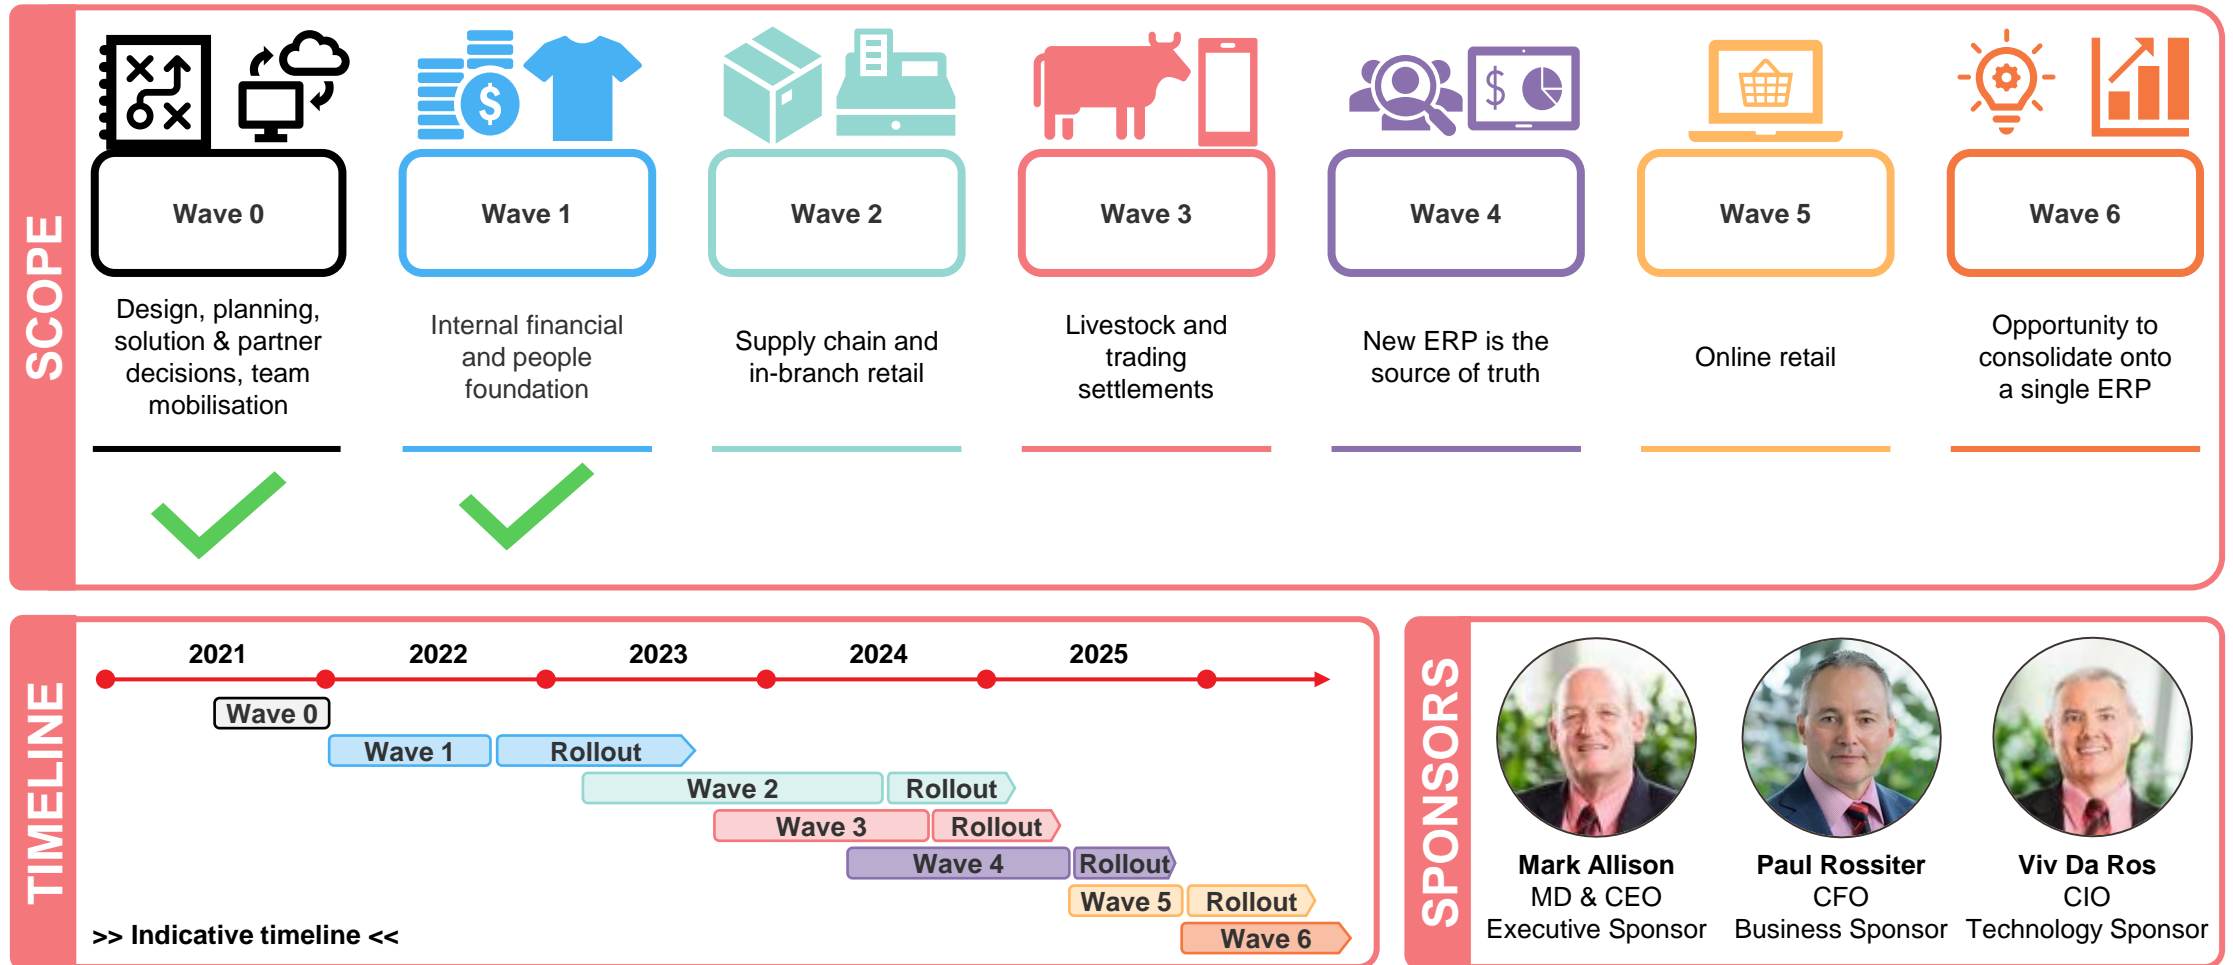 SCOPE
Wave 0
Wave 1
Wave 2
Wave 3
Wave 4
Wave 5
Wave 6
Design, planning,
solution & partner
decisions, team
mobilisation
Internal financial
and people
foundation
Supply chain and
in-branch retail
Livestock and
trading
settlements
New ERP is the
source of truth
Online retail
Opportunity to
consolidate onto
a single ERP
TIMELINE
2021
2022
2023
2024
2025
Wave 0
Wave 1
Rollout
Wave 2
Rollout
Wave 3
Rollout
Wave 4
Rollout
Wave 5
Rollout
Wave 6
>> Indicative timeline <<
SPONSORS
Mark Allison
MD & CEO
Executive Sponsor
Paul Rossiter
CFO
Business Sponsor
Viv Da Ros
CIO
Technology Sponsor